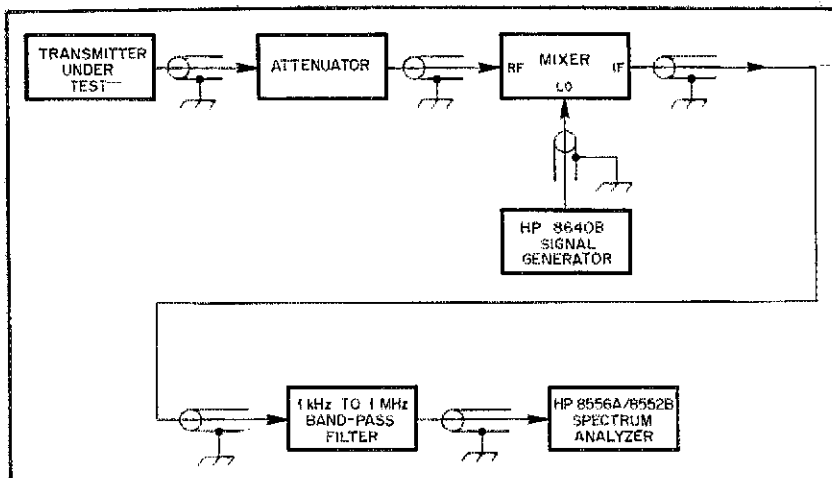 TRANSMITTER
UNDER
TEST
ATTENUATOR
RF
MIXER
IF
LO
HP 8640B
SIGNAL
GENERATOR
1 kHz TO 1 MHz
BAND-PASS
FILTER
HP 8556A/8552B
SPECTRUM
ANALYZER